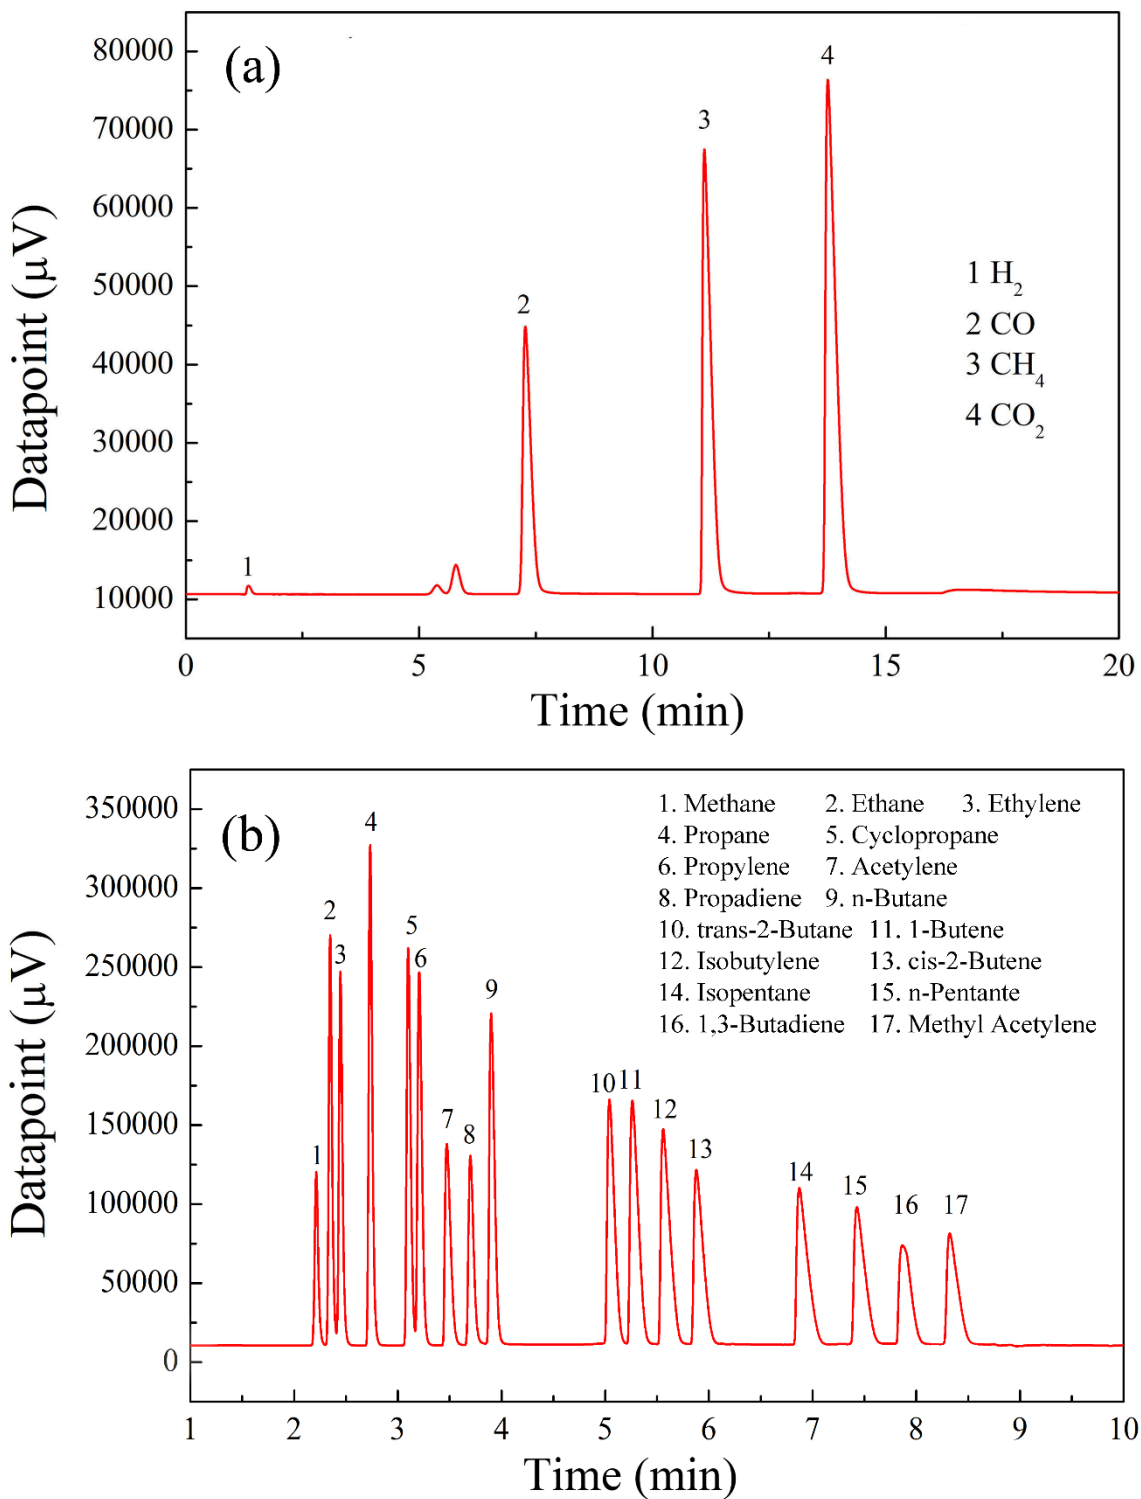 (a)
Datapoint (μV)
80000
70000
60000
50000
40000
30000
20000
10000
1
2
3
4
1 H₂
2 CO
3 CH₄
4 CO₂
0 5 10 15 20
Time (min)
(b)
Datapoint (μV)
350000
300000
250000
200000
150000
100000
50000
0
1 2 3 4 5 6 7 8 9 10 11 12 13 14 15 16 17
1. Methane 2. Ethane 3. Ethylene
4. Propane 5. Cyclopropane
6. Propylene 7. Acetylene
8. Propadiene 9. n-Butane
10. trans-2-Butane 11. 1-Butene
12. Isobutylene 13. cis-2-Butene
14. Isopentane 15. n-Pentante
16. 1,3-Butadiene 17. Methyl Acetylene
1 2 3 4 5 6 7 8 9 10
Time (min)